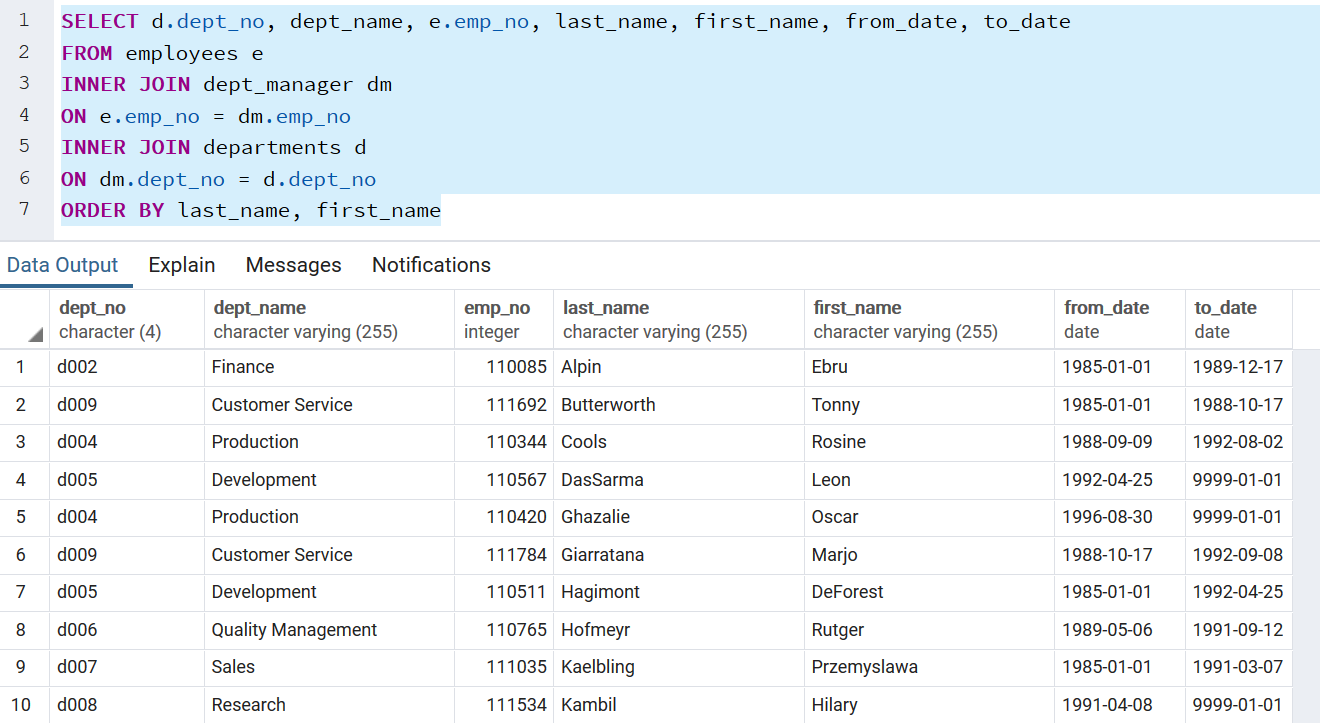 1 SELECT d.dept_no, dept_name, e.emp_no, last_name, first_name, from_date, to_date
2 FROM employees e
3 INNER JOIN dept_manager dm
4 ON e.emp_no = dm.emp_no
5 INNER JOIN departments d
6 ON dm.dept_no = d.dept_no
7 ORDER BY last_name, first_name
Data Output Explain Messages Notifications
dept_no dept_name emp_no last_name first_name from_date to_date
character (4) character varying (255) integer character varying (255) character varying (255) date date
1 d002 Finance 110085 Alpin Ebru 1985-01-01 1989-12-17
2 d009 Customer Service 111692 Butterworth Tonny 1985-01-01 1988-10-17
3 d004 Production 110344 Cools Rosine 1988-09-09 1992-08-02
4 d005 Development 110567 DasSarma Leon 1992-04-25 9999-01-01
5 d004 Production 110420 Ghazalie Oscar 1996-08-30 9999-01-01
6 d009 Customer Service 111784 Giarratana Marjo 1988-10-17 1992-09-08
7 d005 Development 110511 Hagimont DeForest 1985-01-01 1992-04-25
8 d006 Quality Management 110765 Hofmeyr Rutger 1989-05-06 1991-09-12
9 d007 Sales 111035 Kaelbling Przemyslawa 1985-01-01 1991-03-07
10 d008 Research 111534 Kambil Hilary 1991-04-08 9999-01-01